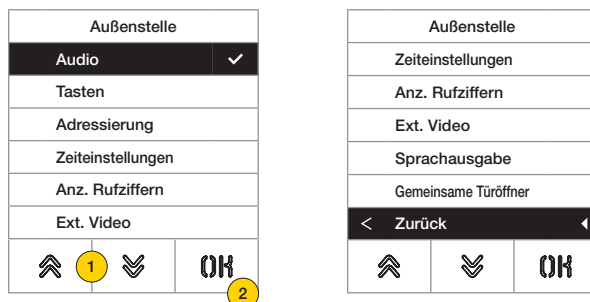 Außenstelle
Audio
Tasten
Adressierung
Zeiteinstellungen
Anz. Rufziffern
Ext. Video
1
OK
2
Außenstelle
Zeiteinstellungen
Anz. Rufziffern
Ext. Video
Sprachausgabe
Gemeinsame Türöffner
< Zurück
OK